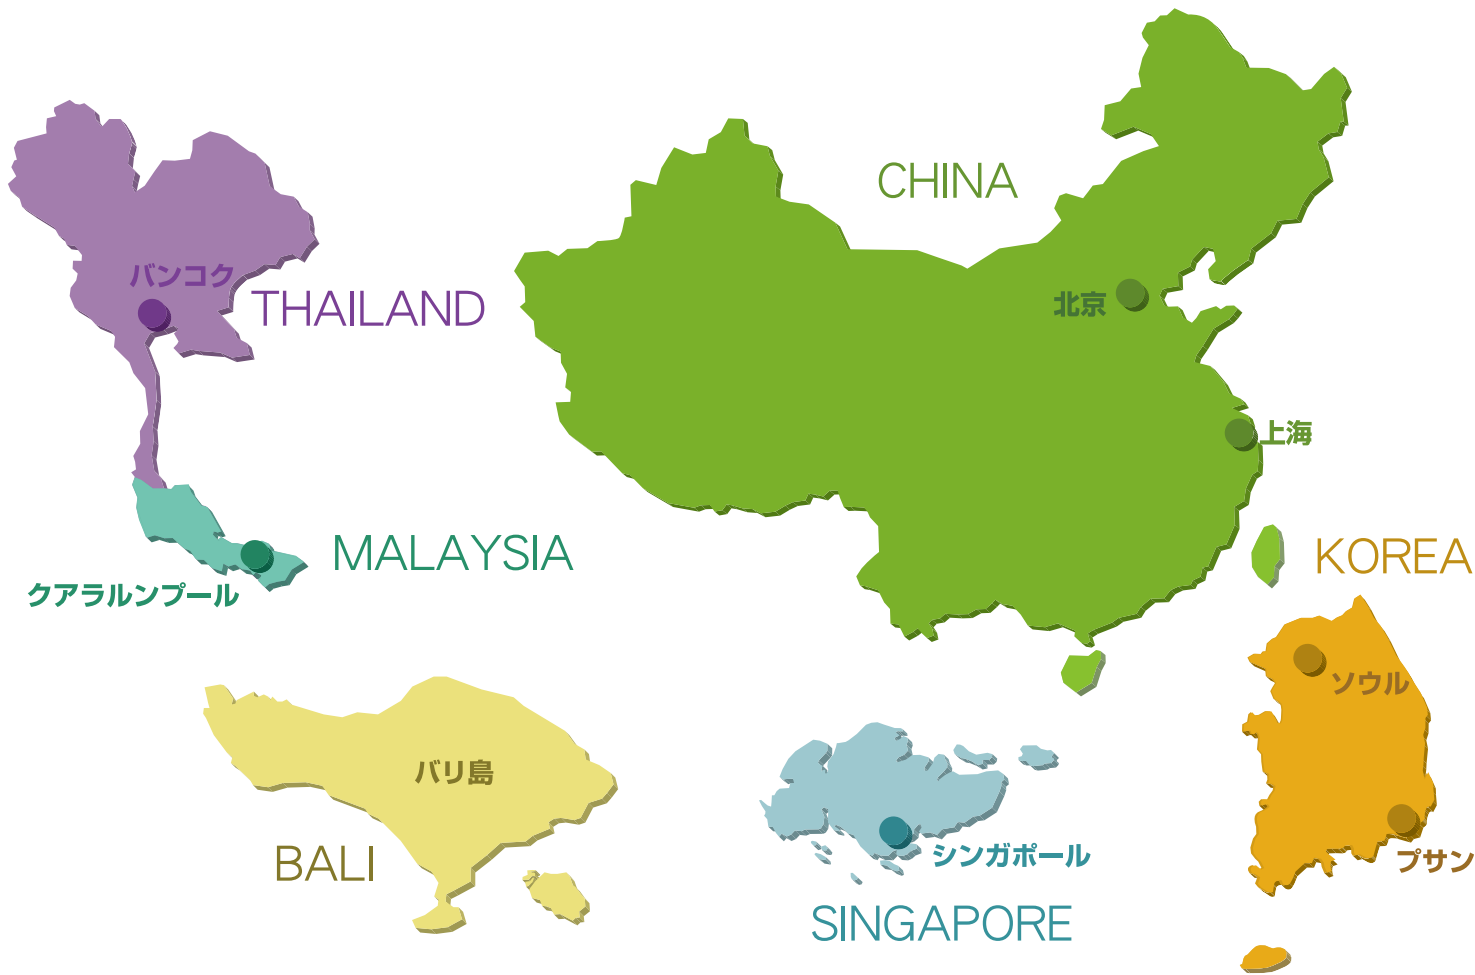 CHINA
北京
上海
バンコク
THAILAND
MALAYSIA
クアラルンプール
KOREA
ソウル
プサン
バリ島
BALI
シンガポール
SINGAPORE